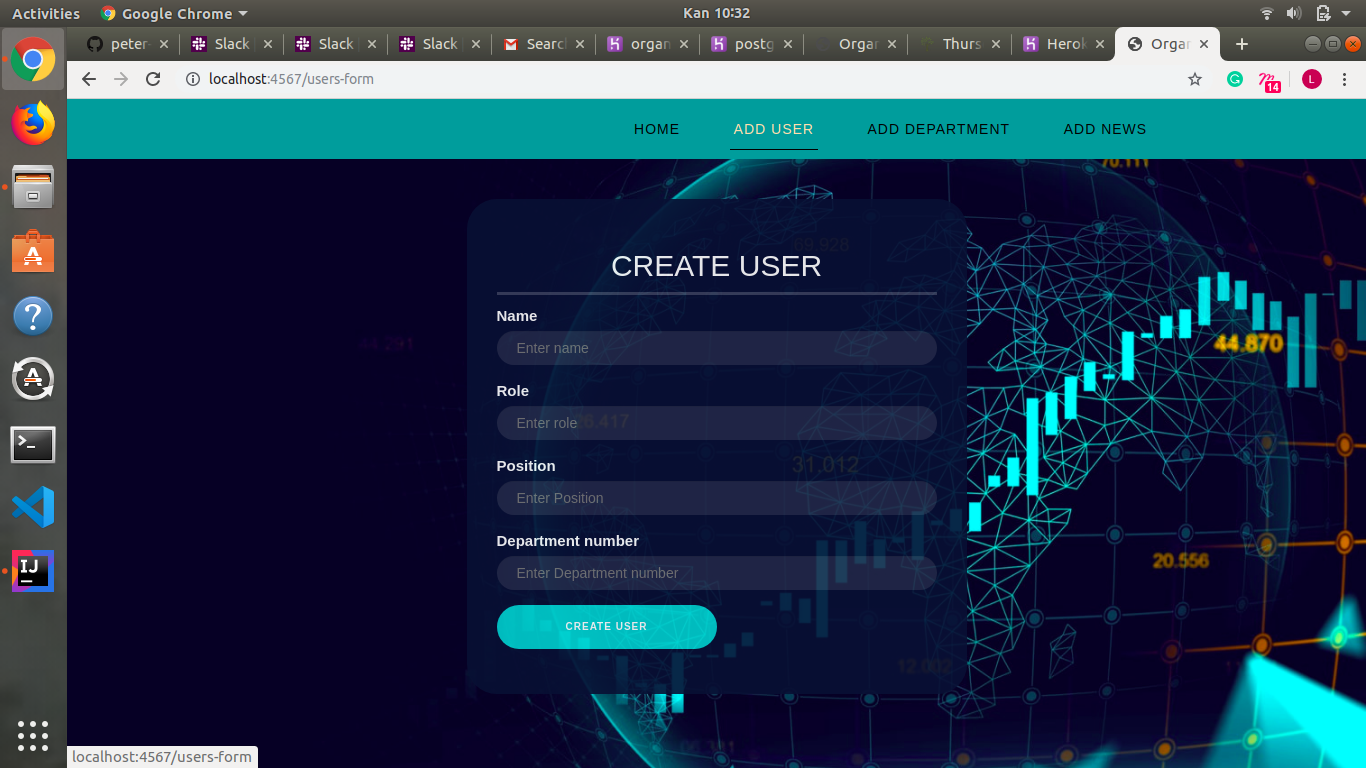 Activities Google Chrome Kan 10:32
peter- Slack Slack Slack Search organ postg Organ Thurs Herok Organ
localhost:4567/users-form 14 L
HOME ADD USER ADD DEPARTMENT ADD NEWS
70.111
69.928
CREATE USER
Name
44.291
44.870
Enter name
Role
Enter role
26.417
Position
31.012
Enter Position
Department number
20.556
Enter Department number
CREATE USER
12.002
localhost:4567/users-form